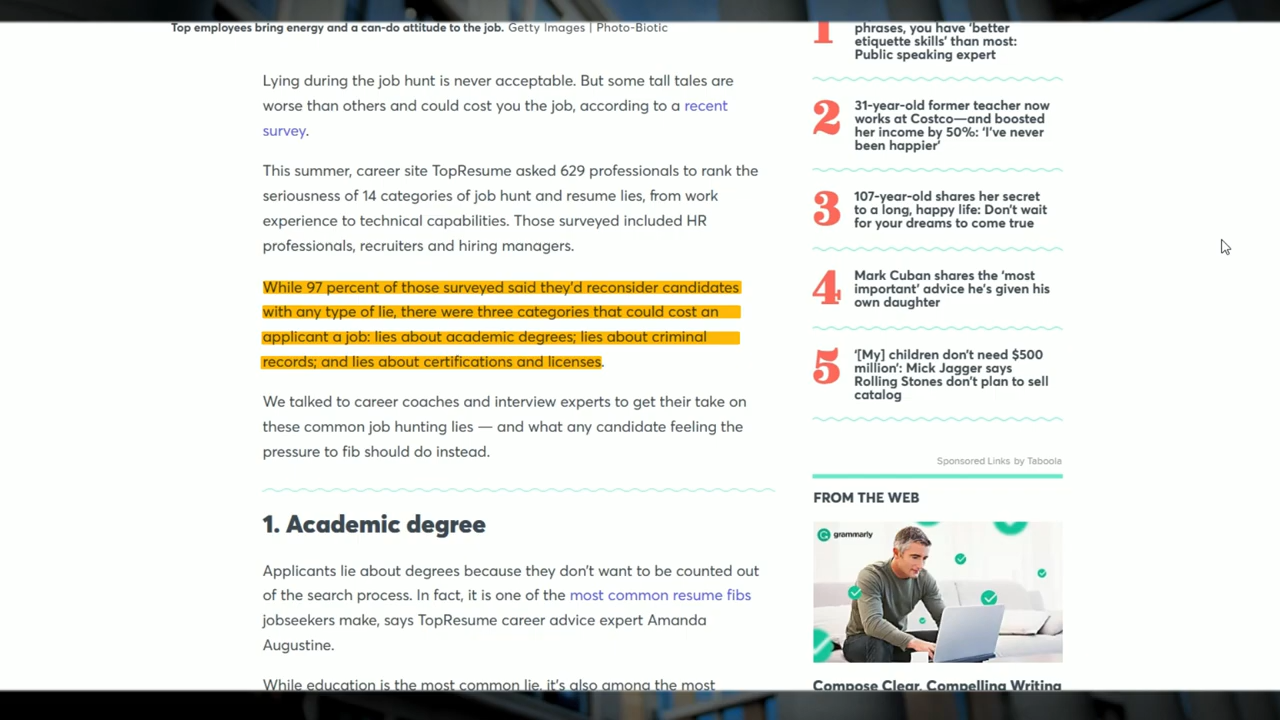 Top employees bring energy and a can-do attitude to the job. Getty Images | Photo-Biotic
Lying during the job hunt is never acceptable. But some tall tales are
worse than others and could cost you the job, according to a recent
survey.
This summer, career site TopResume asked 629 professionals to rank the
seriousness of 14 categories of job hunt and resume lies, from work
experience to technical capabilities. Those surveyed included HR
professionals, recruiters and hiring managers.
While 97 percent of those surveyed said they'd reconsider candidates
with any type of lie, there were three categories that could cost an
applicant a job: lies about academic degrees; lies about criminal
records; and lies about certifications and licenses.
We talked to career coaches and interview experts to get their take on
these common job hunting lies — and what any candidate feeling the
pressure to fib should do instead.
1. Academic degree
Applicants lie about degrees because they don't want to be counted out
of the search process. In fact, it is one of the most common resume fibs
jobseekers make, says TopResume career advice expert Amanda
Augustine.
While education is the most common lie, it's also among the most
1
phrases, you have 'better
etiquette skills' than most:
Public speaking expert
2
31-year-old former teacher now
works at Costco—and boosted
her income by 50%: 'I've never
been happier'
3
107-year-old shares her secret
to a long, happy life: Don't wait
for your dreams to come true
4
Mark Cuban shares the 'most
important' advice he's given his
own daughter
5
'[My] children don't need $500
million': Mick Jagger says
Rolling Stones don't plan to sell
catalog
Sponsored Links by Taboola
FROM THE WEB
grammarly
Compose Clear, Compelling Writing